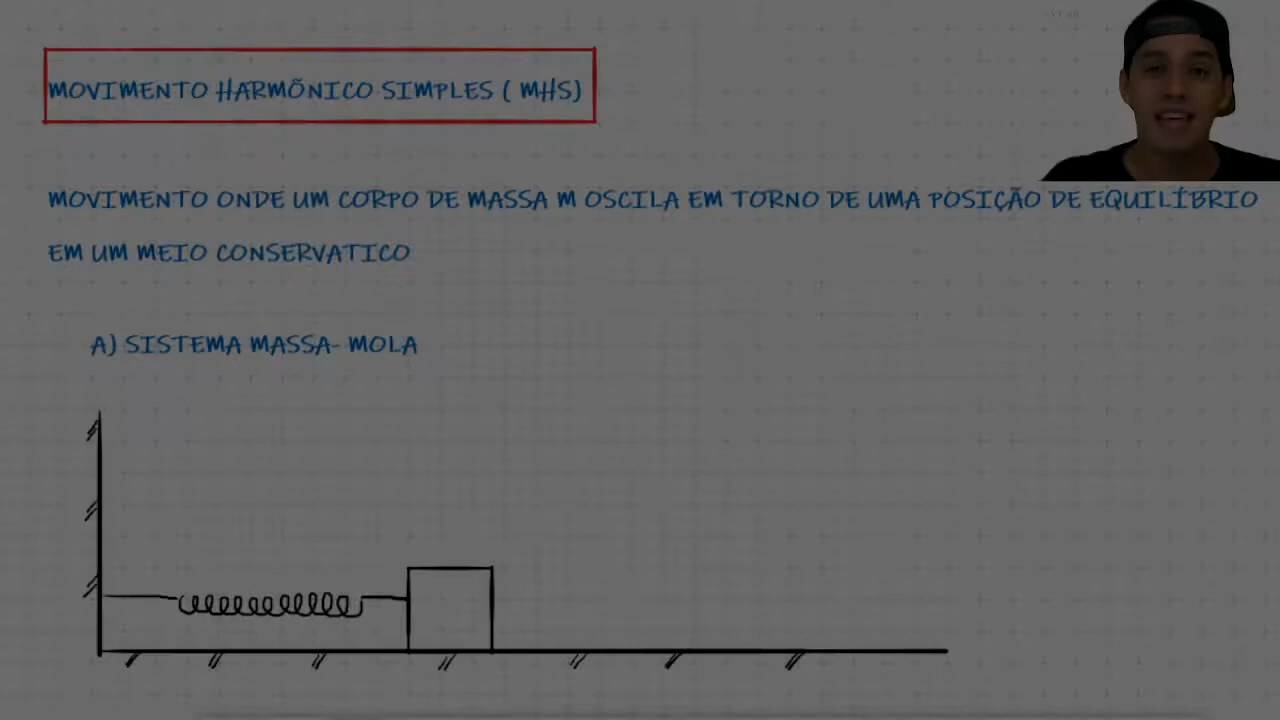 MOVIMENTO HARMÕNICO SIMPLES ( MHS)
MOVIMENTO ONDE UM CORPO DE MASSA M OSCILA EM TORNO DE UMA POSIÇÃO DE EQUILÍBRIO
EM UM MEIO CONSERVATICO
A) SISTEMA MASSA- MOLA